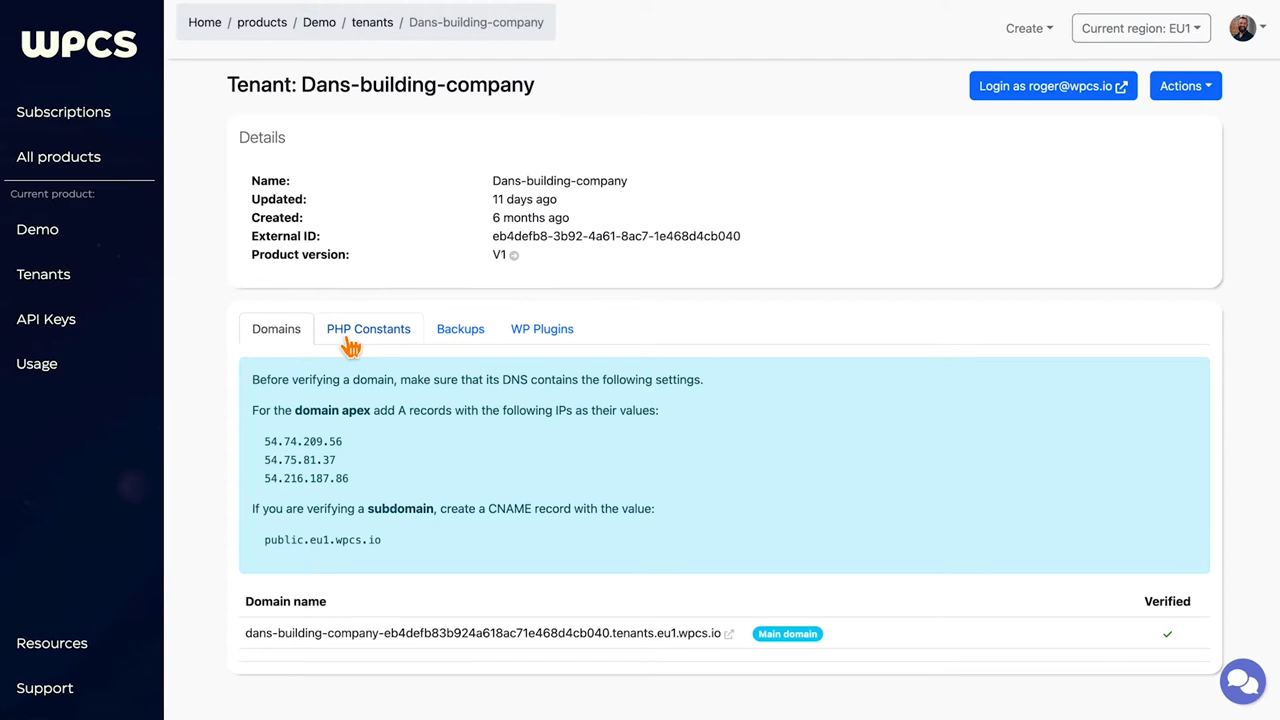 WPCS
Home / products / Demo / tenants / Dans-building-company
Create
Current region: EU1
Subscriptions
All products
Current product:
Demo
Tenants
API Keys
Usage
Resources
Support
Tenant: Dans-building-company
Login as roger@wpcs.io
Actions
Details
Name: Dans-building-company
Updated: 11 days ago
Created: 6 months ago
External ID: eb4defb8-3b92-4a61-8ac7-1e468d4cb040
Product version: V1
Domains PHP Constants Backups WP Plugins
Before verifying a domain, make sure that its DNS contains the following settings.
For the domain apex add A records with the following IPs as their values:
54.74.209.56
54.75.81.37
54.216.187.86
If you are verifying a subdomain, create a CNAME record with the value:
public.eu1.wpcs.io
Domain name Verified
dans-building-company-eb4defb83b924a618ac71e468d4cb040.tenants.eu1.wpcs.io Main domain